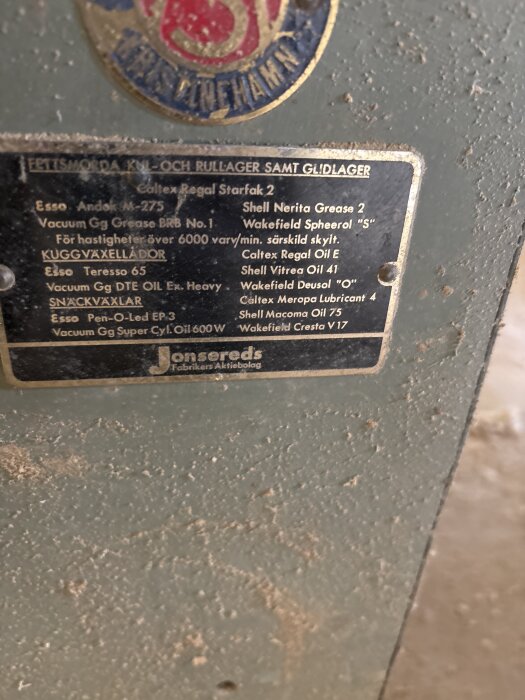 KRISTINEHAMN
FETTSMORDA KUL- OCH RULLAGER SAMT GLIDLAGER
Caltex Regal Starfak 2
Esso Andok M-275 Shell Nerita Grease 2
Vacuum Gg Grease BRB No. 1 Wakefield Spheerol "S"
För hastigheter över 6000 varv/min. särskild skylt.
KUGGVÄXELLÅDOR Caltex Regal Oil E
Esso Teresso 65 Shell Vitrea Oil 41
Vacuum Gg DTE OIL Ex. Heavy Wakefield Deusol "O"
SNÄCKVÄXLAR Caltex Meropa Lubricant 4
Esso Pen-O-Led EP-3 Shell Macoma Oil 75
Vacuum Gg Super Cyl. Oil 600W Wakefield Cresta V 17
Jonsereds
Fabrikers Aktiebolag